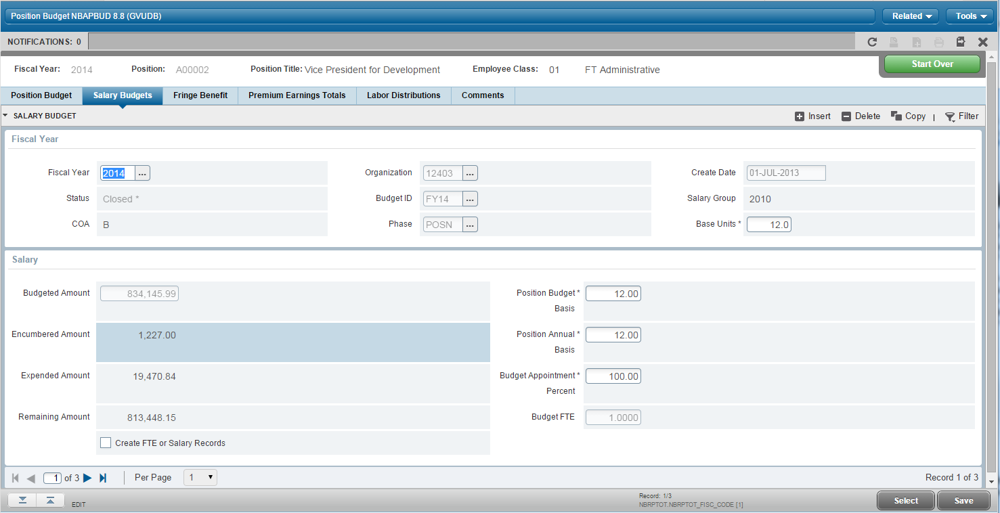 Position Budget NBAPBUD 8.8 (GVUDB) Related Tools
NOTIFICATIONS: 0
Fiscal Year: 2014 Position: A00002 Position Title: Vice President for Development Employee Class: 01 FT Administrative Start Over
Position Budget Salary Budgets Fringe Benefit Premium Earnings Totals Labor Distributions Comments
SALARY BUDGET Insert Delete Copy Filter
Fiscal Year
Fiscal Year 2014 ... Organization 12403 ... Create Date 01-JUL-2013
Status Closed * Budget ID FY14 ... Salary Group 2010
COA B Phase POSN ... Base Units * 12.0
Salary
Budgeted Amount 834,145.99 Position Budget * 12.00
Basis
Encumbered Amount 1,227.00 Position Annual * 12.00
Basis
Expended Amount 19,470.84 Budget Appointment * 100.00
Percent
Remaining Amount 813,448.15 Budget FTE 1.0000
Create FTE or Salary Records
1 of 3 Per Page 1 Record 1 of 3
EDIT Record: 1/3 Select Save
NBRPTOT.NBRPTOT_FISC_CODE [1]